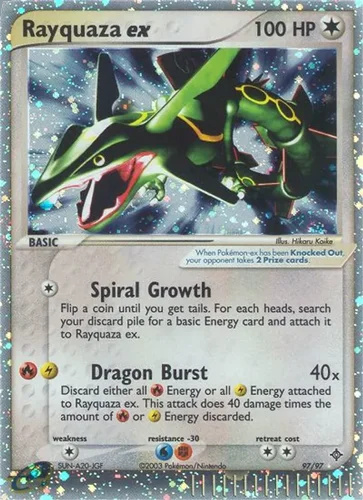 Rayquaza ex 100 HP
BASIC
Illus. Hikaru Koike
When Pokémon-ex has been Knocked Out,
your opponent takes 2 Prize cards.
Spiral Growth
Flip a coin until you get tails. For each heads, search
your discard pile for a basic Energy card and attach it
to Rayquaza ex.
Dragon Burst 40x
Discard either all Energy or all Energy attached
to Rayquaza ex. This attack does 40 damage times the
amount of or Energy discarded.
weakness resistance -30 retreat cost
SUN-A20-JGF ©2003 Pokémon/Nintendo 97/97